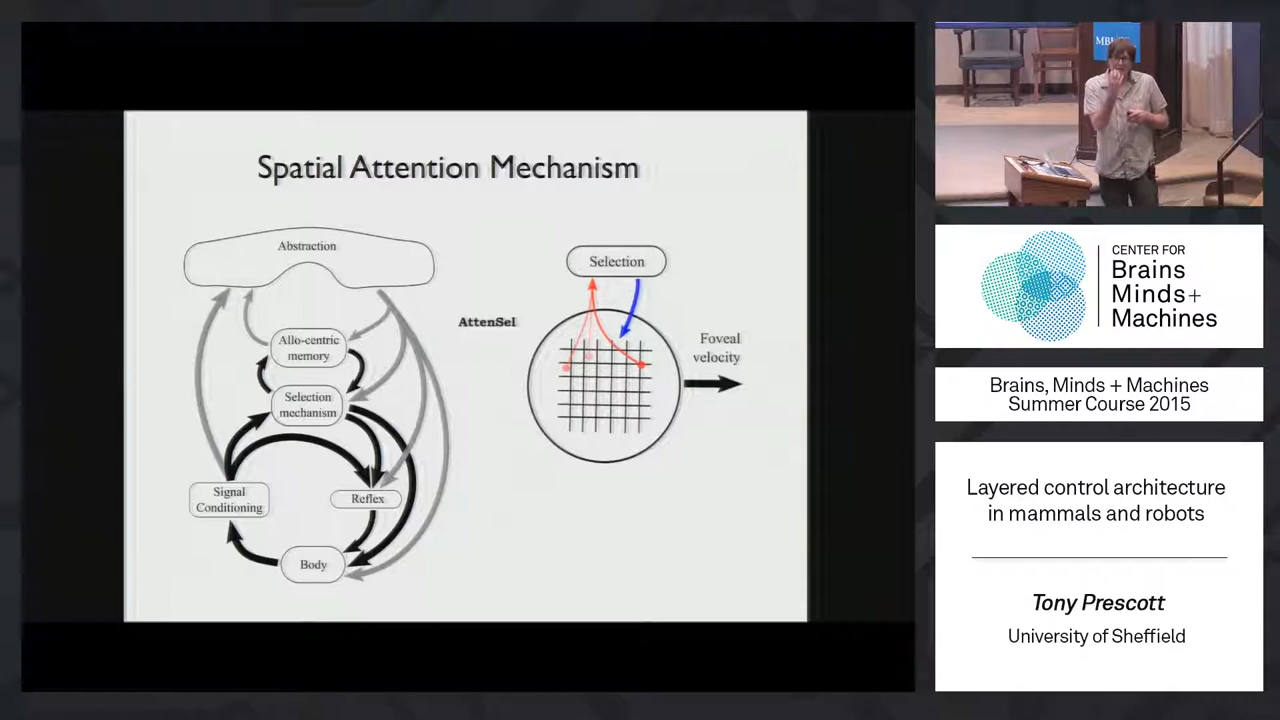 Spatial Attention Mechanism
Abstraction
Allo-centric
memory
Selection
mechanism
Signal
Conditioning
Reflex
Body
AttenSel
Selection
Foveal
velocity
MBL
CENTER FOR
Brains
Minds+
Machines
Brains, Minds + Machines
Summer Course 2015
Layered control architecture
in mammals and robots
Tony Prescott
University of Sheffield